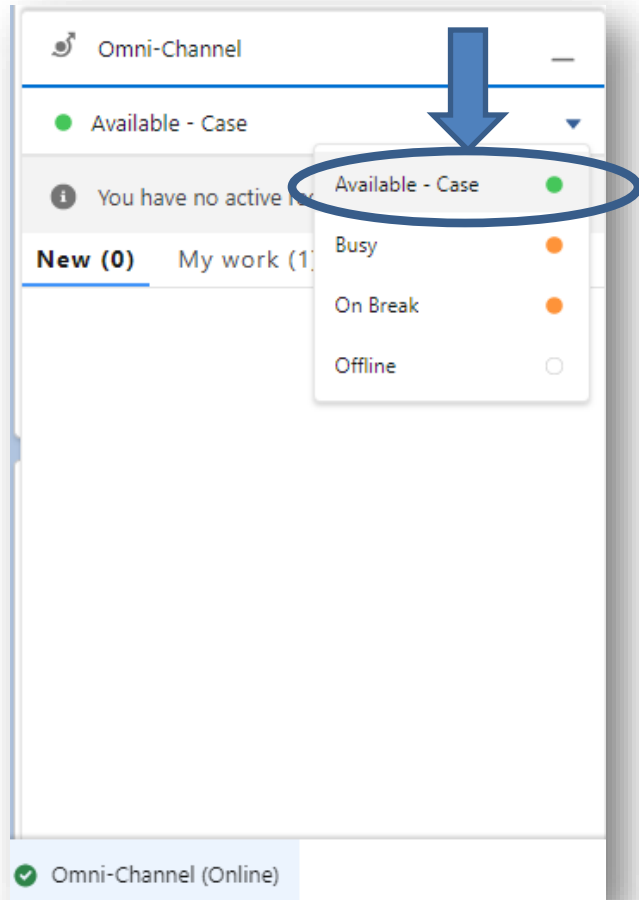 Omni-Channel
Available - Case
You have no active re
Available - Case
New (0) My work (1)
Busy
On Break
Offline
Omni-Channel (Online)